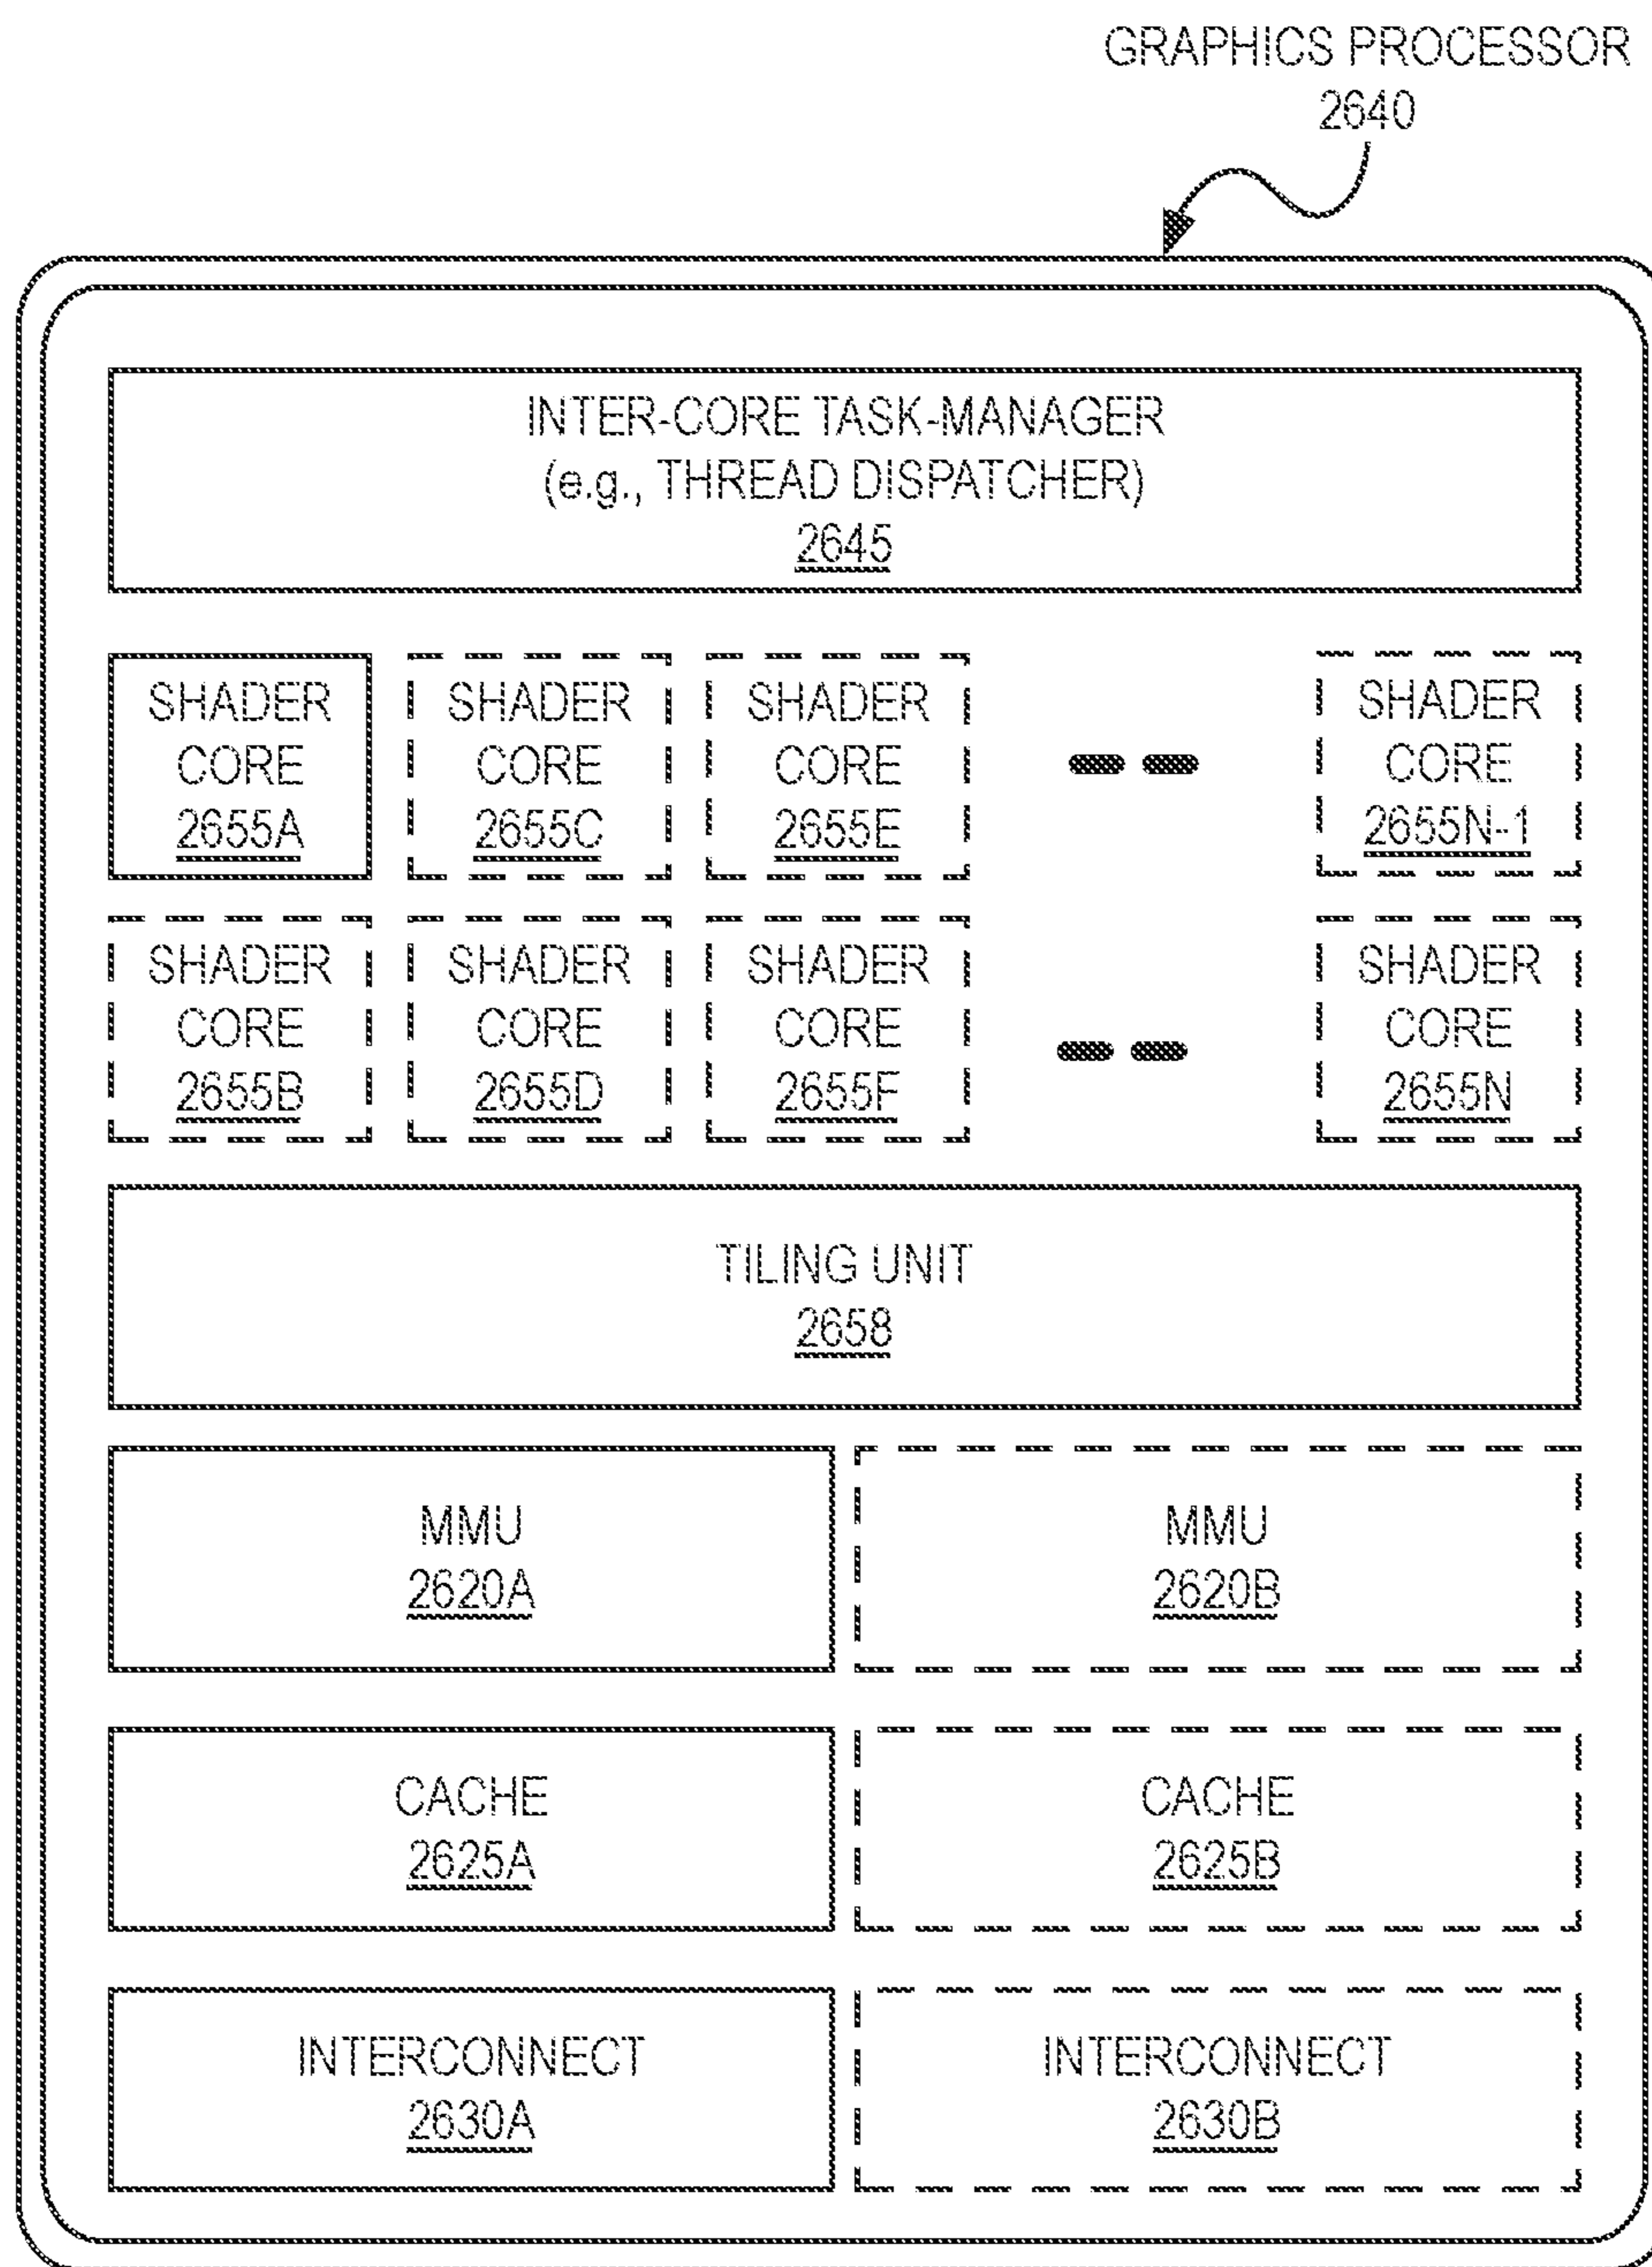 GRAPHICS PROCESSOR
2640
INTER-CORE TASK-MANAGER
(e.g., THREAD DISPATCHER)
2645
SHADER
CORE
2655A
SHADER
CORE
2655C
SHADER
CORE
2655E
SHADER
CORE
2655N-1
SHADER
CORE
2655B
SHADER
CORE
2655D
SHADER
CORE
2655F
SHADER
CORE
2655N
TILING UNIT
2658
MMU
2620A
MMU
2620B
CACHE
2625A
CACHE
2625B
INTERCONNECT
2630A
INTERCONNECT
2630B